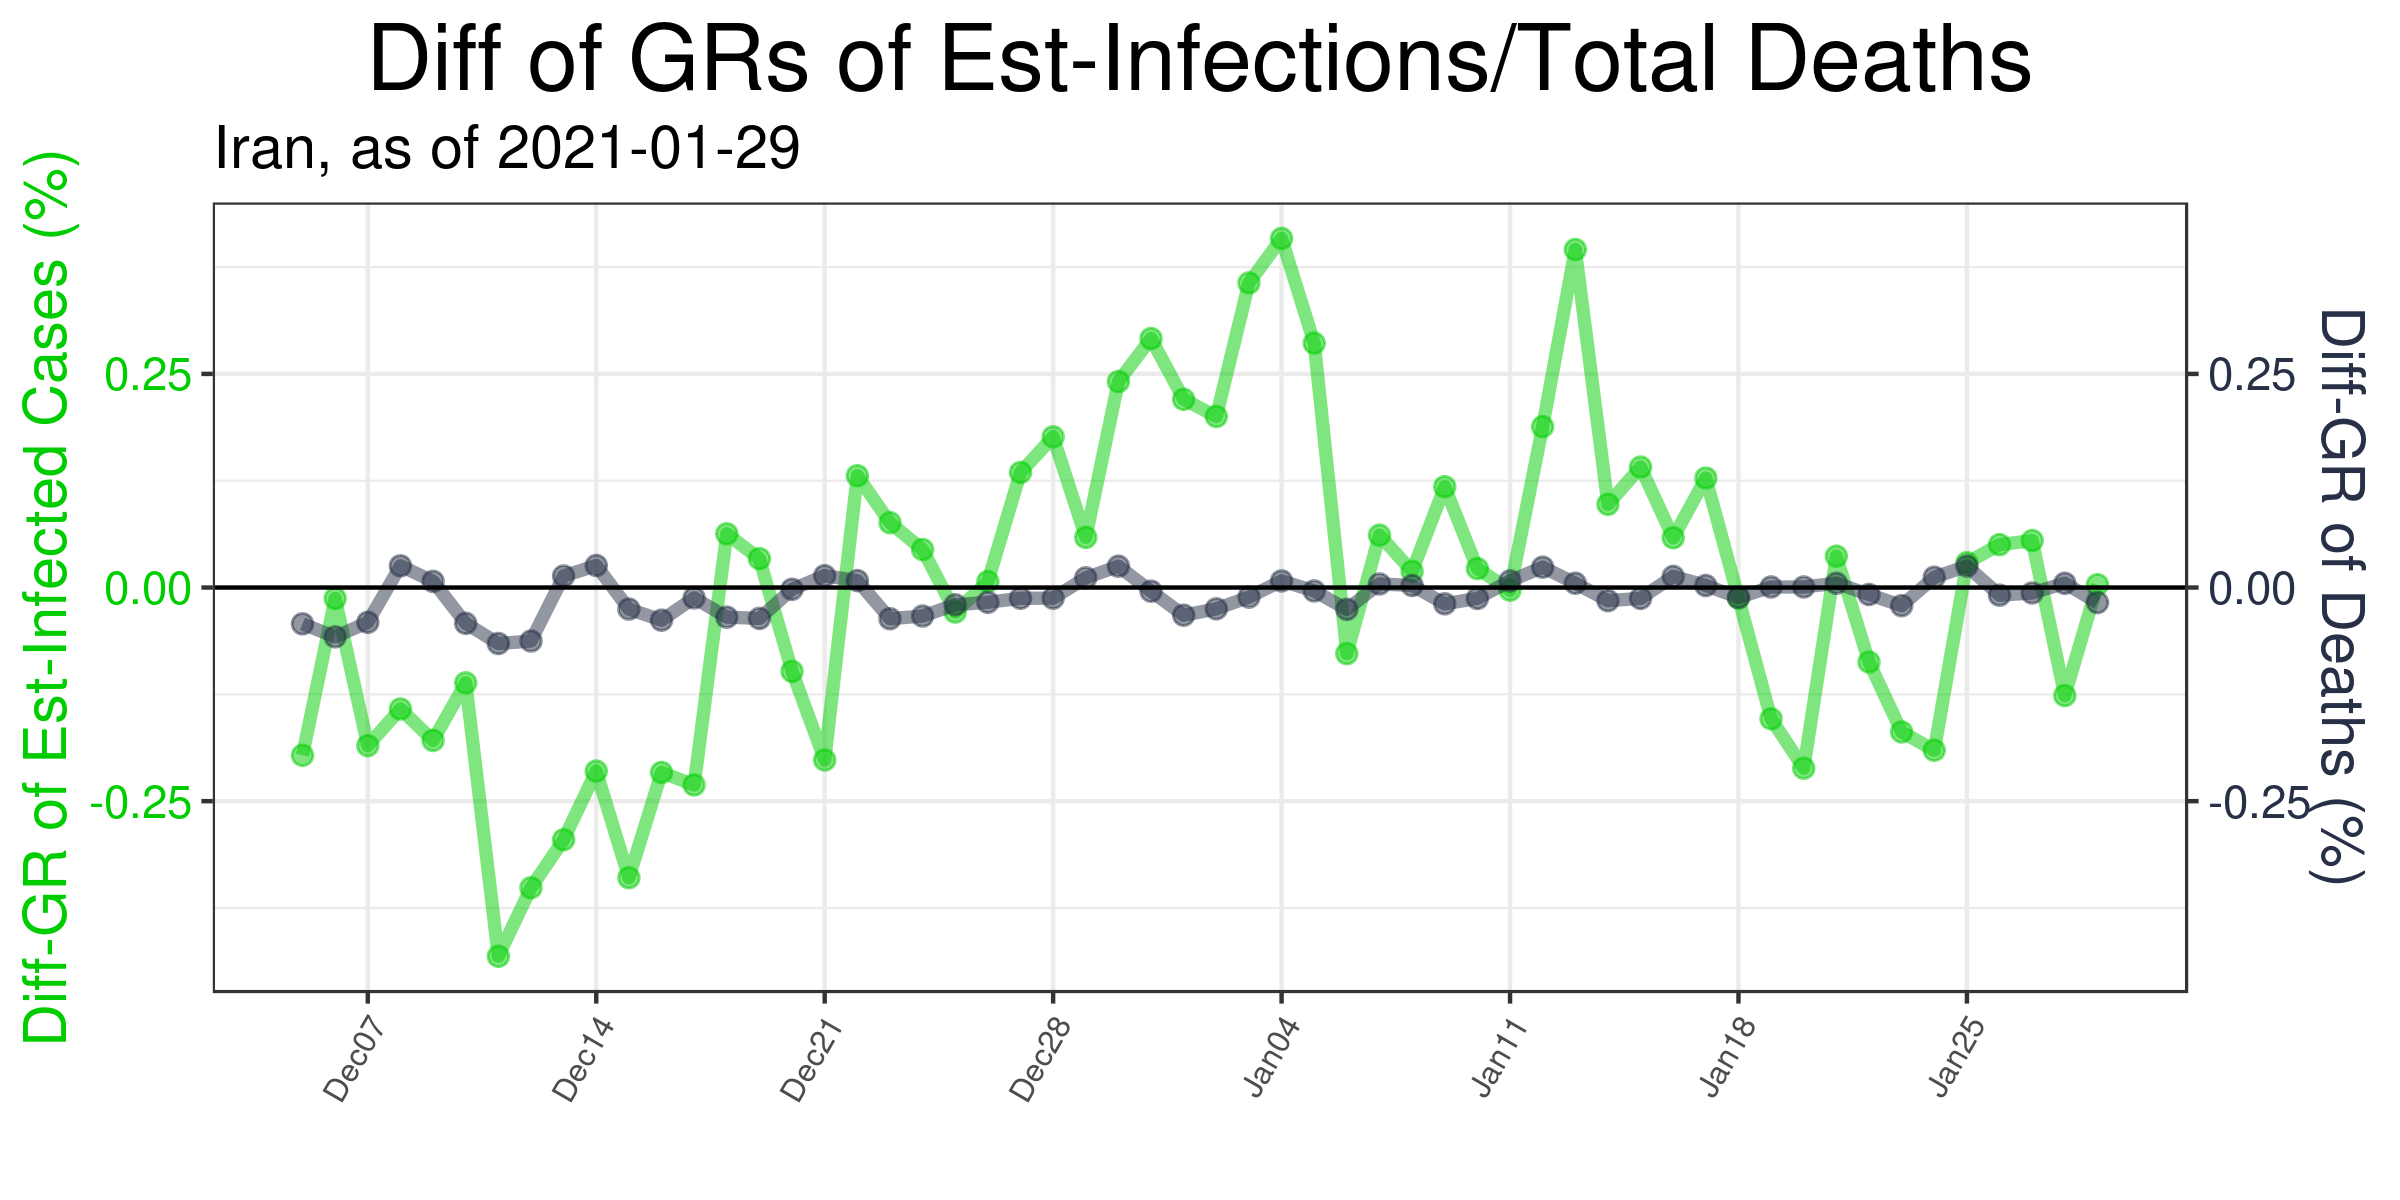 Diff of GRs of Est-Infections/Total Deaths
Iran, as of 2021-01-29
Diff-GR of Est-Infected Cases (%)
0.25
0.00
-0.25
0.25
0.00
-0.25
Diff-GR of Deaths (%)
Dec07
Dec14
Dec21
Dec28
Jan04
Jan11
Jan18
Jan25